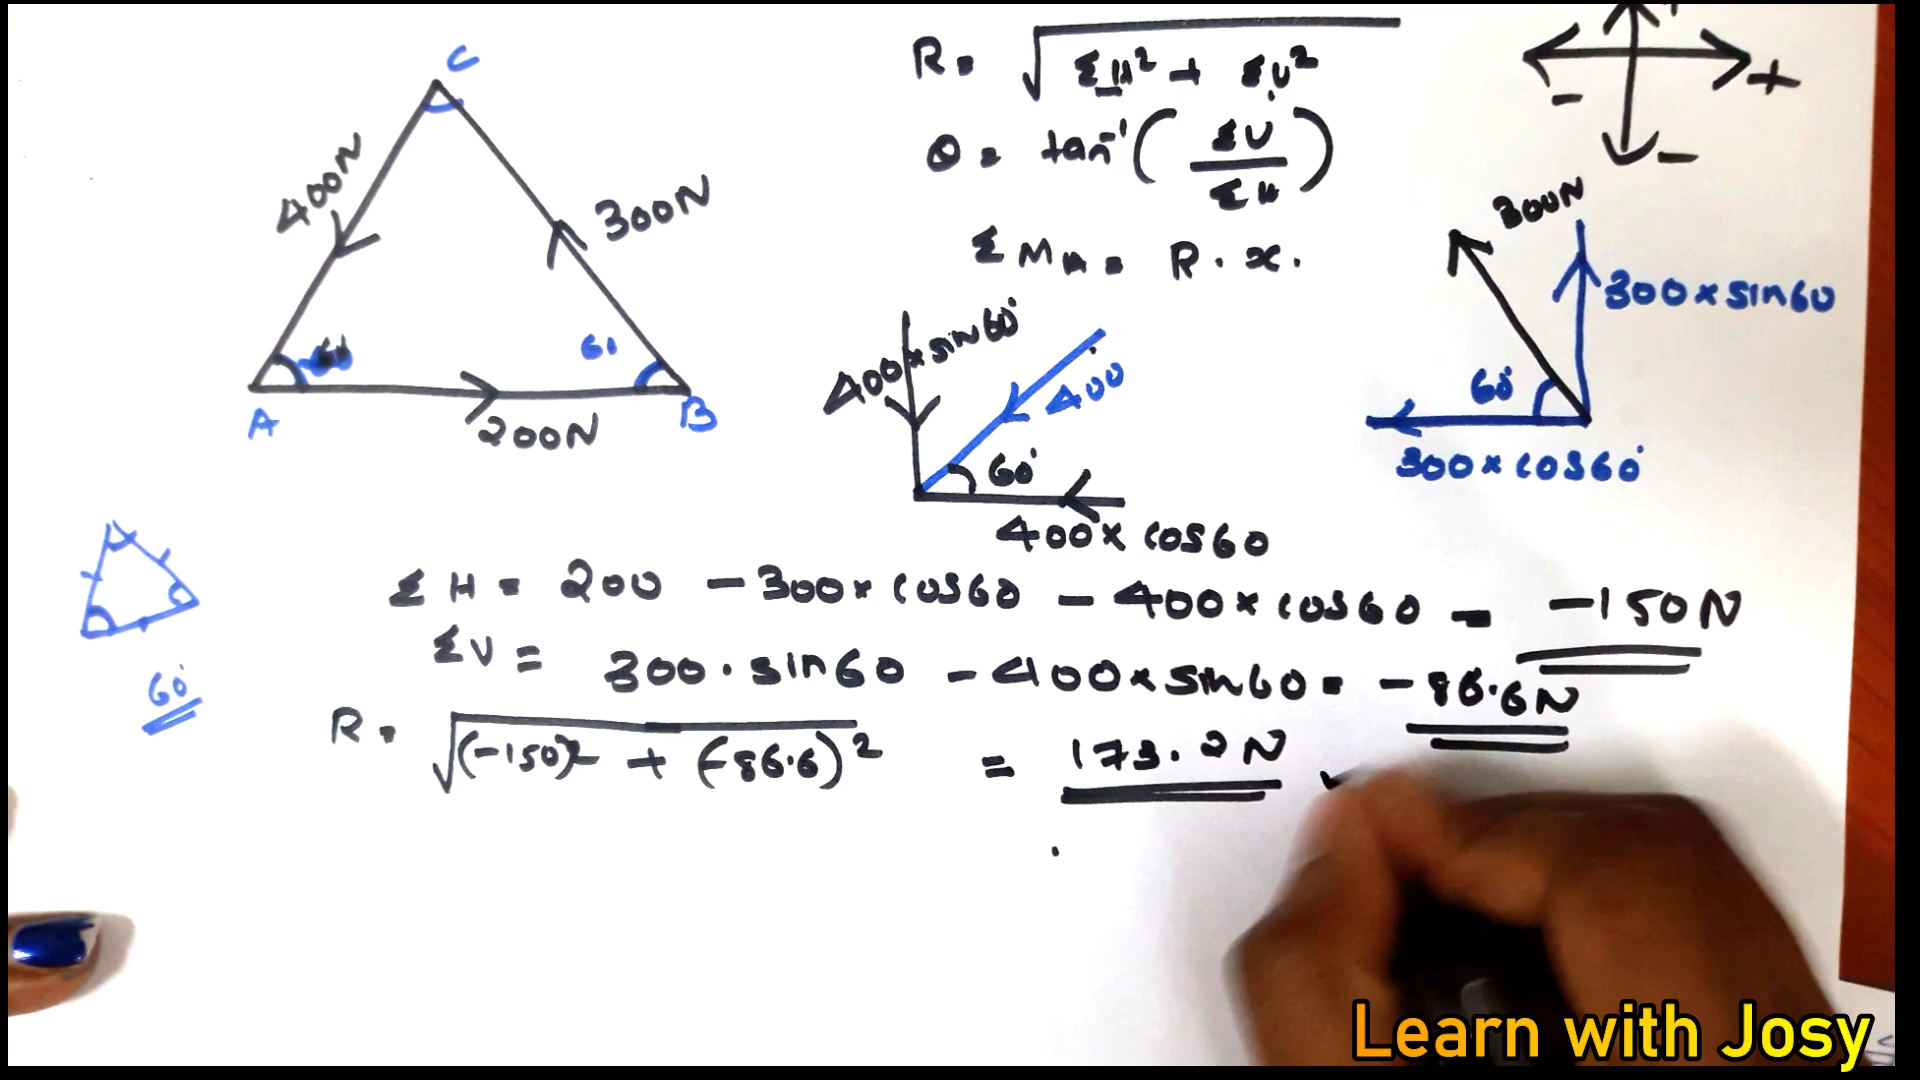 C
400N
300N
60
A
200N
B
R = √ΣH² + ΣV²
θ = tan⁻¹(ΣV/ΣH)
ΣM_A = R . x.
+
-
+
-
300N
300×sin60
60°
300×cos60°
400×sin60°
400
60°
400×cos60
60°
ΣH = 200 - 300×cos60 - 400×cos60 = -150N
ΣV = 300.sin60 - 400×sin60 = -86.6N
R = √(-150)² + (-86.6)² = 173.2N
Learn with Josy